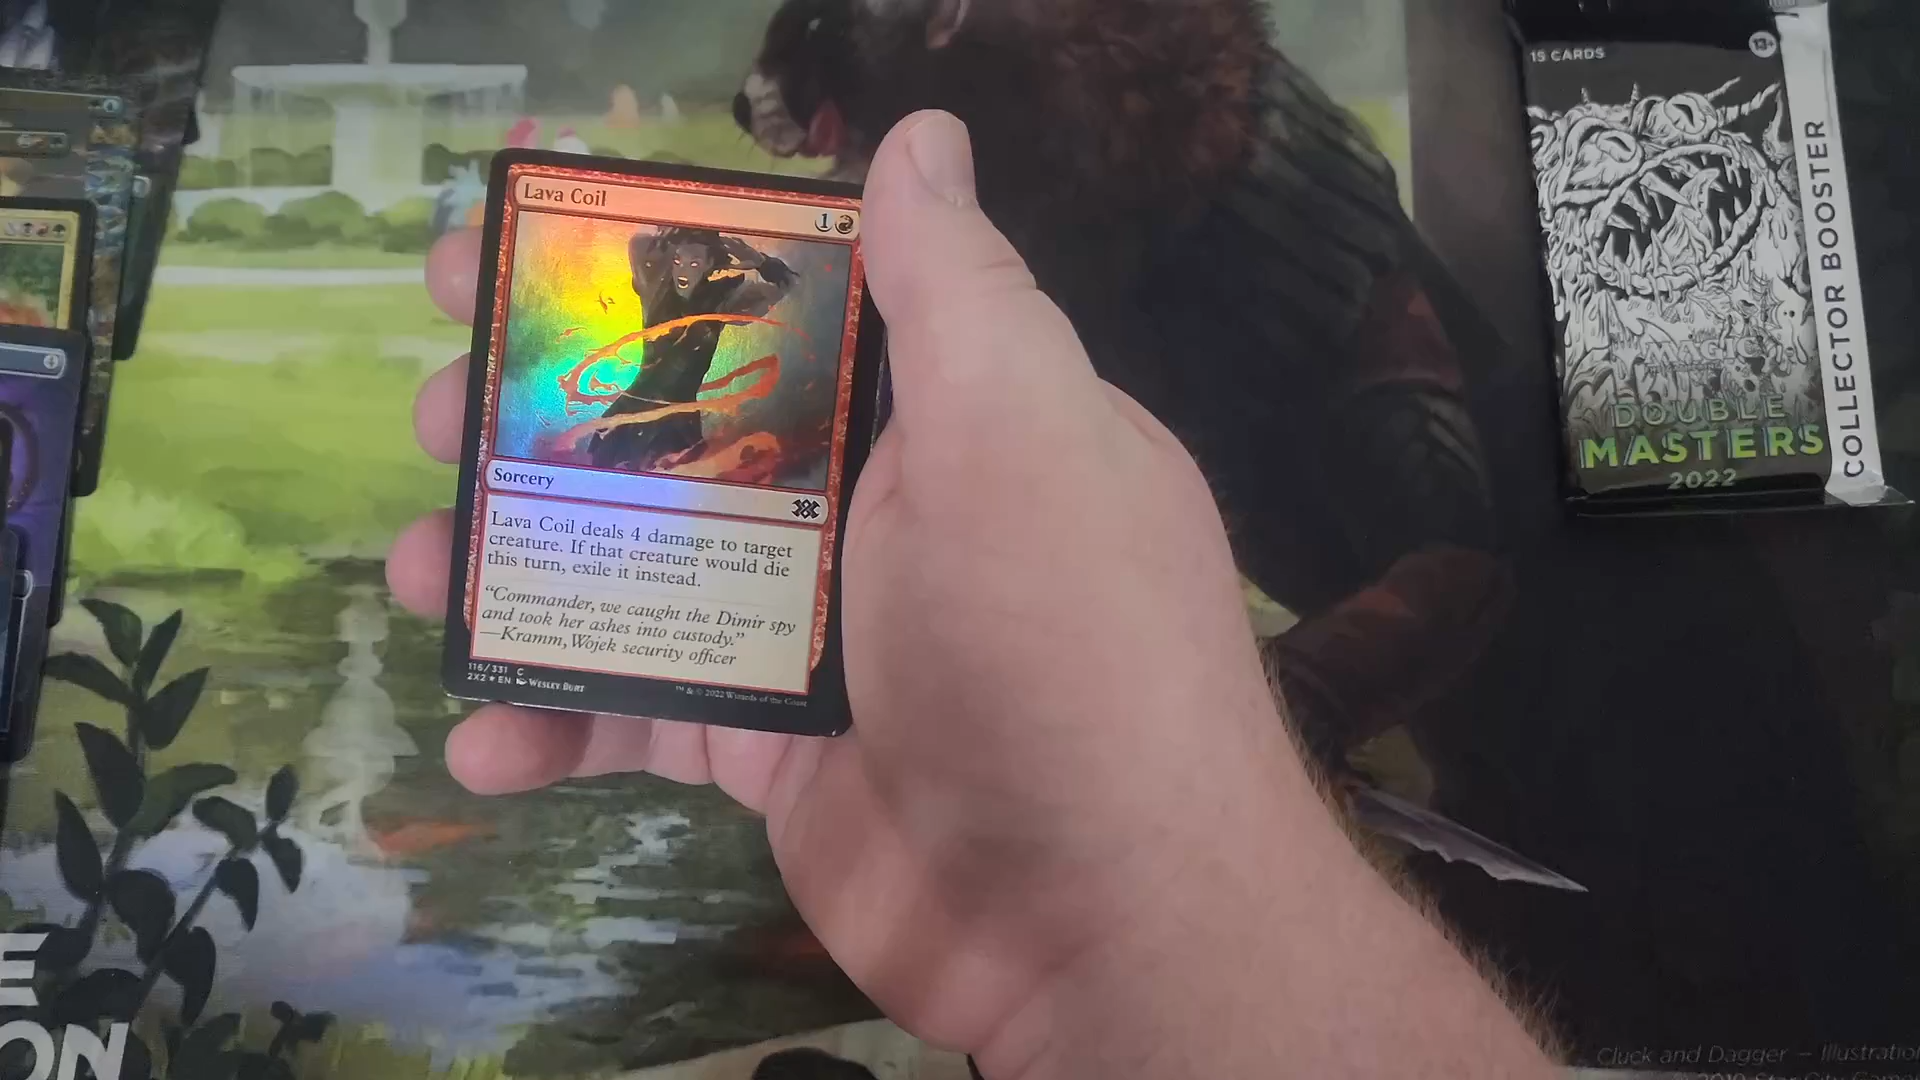 Lava Coil
1
Sorcery
Lava Coil deals 4 damage to target
creature. If that creature would die
this turn, exile it instead.
“Commander, we caught the Dimir spy
and took her ashes into custody.”
—Kramm, Wojek security officer
116/331 C
2X2 ★ EN Wesley Burt
™ & © 2022 Wizards of the Coast
15 CARDS
13+
MAGIC
DOUBLE
MASTERS
2022
COLLECTOR BOOSTER
4
E
ON
Cluck and Dagger – Illustration